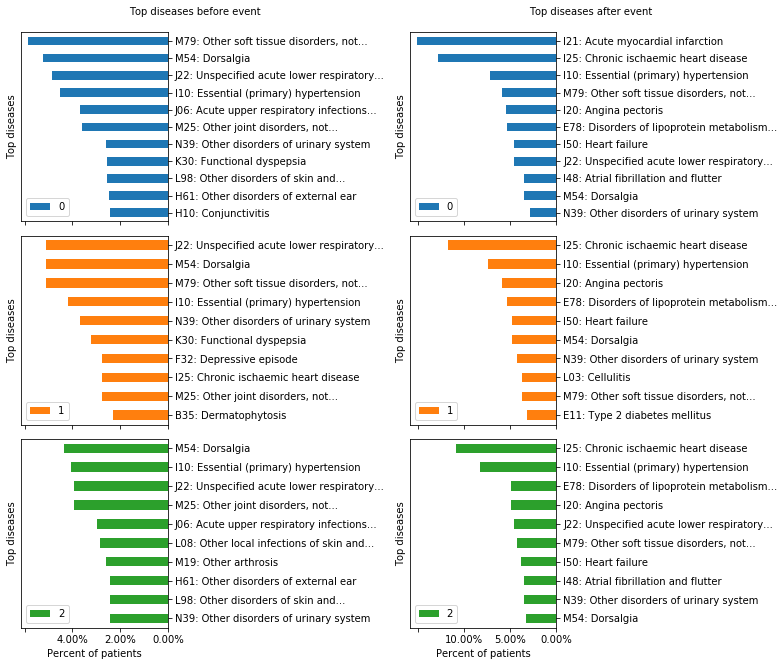 Top diseases before event
Top diseases
M79: Other soft tissue disorders, not...
M54: Dorsalgia
J22: Unspecified acute lower respiratory...
I10: Essential (primary) hypertension
J06: Acute upper respiratory infections...
M25: Other joint disorders, not...
N39: Other disorders of urinary system
K30: Functional dyspepsia
L98: Other disorders of skin and...
H61: Other disorders of external ear
H10: Conjunctivitis
0
Top diseases
J22: Unspecified acute lower respiratory...
M54: Dorsalgia
M79: Other soft tissue disorders, not...
I10: Essential (primary) hypertension
N39: Other disorders of urinary system
K30: Functional dyspepsia
F32: Depressive episode
I25: Chronic ischaemic heart disease
M25: Other joint disorders, not...
B35: Dermatophytosis
1
Top diseases
M54: Dorsalgia
I10: Essential (primary) hypertension
J22: Unspecified acute lower respiratory...
M25: Other joint disorders, not...
J06: Acute upper respiratory infections...
L08: Other local infections of skin and...
M19: Other arthrosis
H61: Other disorders of external ear
L98: Other disorders of skin and...
N39: Other disorders of urinary system
2
4.00% 2.00% 0.00%
Percent of patients
Top diseases after event
Top diseases
I21: Acute myocardial infarction
I25: Chronic ischaemic heart disease
I10: Essential (primary) hypertension
M79: Other soft tissue disorders, not...
I20: Angina pectoris
E78: Disorders of lipoprotein metabolism...
I50: Heart failure
J22: Unspecified acute lower respiratory...
I48: Atrial fibrillation and flutter
M54: Dorsalgia
N39: Other disorders of urinary system
0
Top diseases
I25: Chronic ischaemic heart disease
I10: Essential (primary) hypertension
I20: Angina pectoris
E78: Disorders of lipoprotein metabolism...
I50: Heart failure
M54: Dorsalgia
N39: Other disorders of urinary system
L03: Cellulitis
M79: Other soft tissue disorders, not...
E11: Type 2 diabetes mellitus
1
Top diseases
I25: Chronic ischaemic heart disease
I10: Essential (primary) hypertension
E78: Disorders of lipoprotein metabolism...
I20: Angina pectoris
J22: Unspecified acute lower respiratory...
M79: Other soft tissue disorders, not...
I50: Heart failure
I48: Atrial fibrillation and flutter
N39: Other disorders of urinary system
M54: Dorsalgia
2
10.00% 5.00% 0.00%
Percent of patients